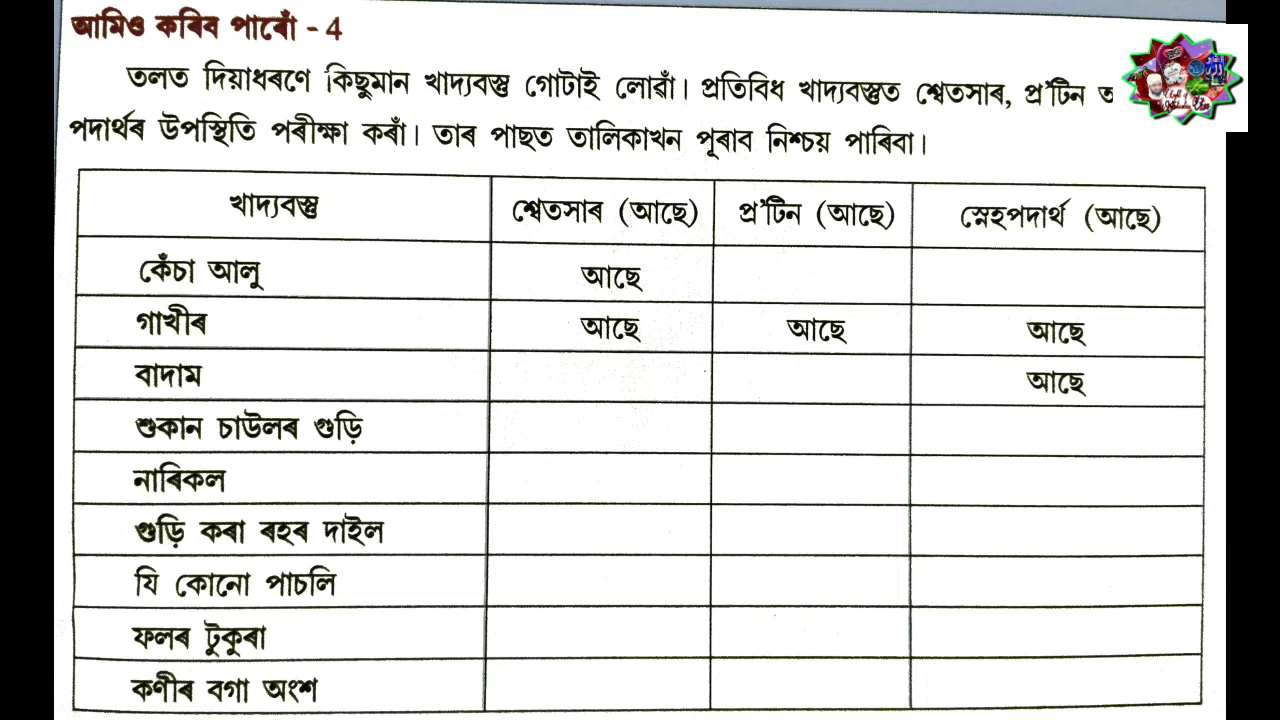 আমিও কৰিব পাৰোঁ - 4
তলত দিয়াধৰণে কিছুমান খাদ্যবস্তু গোটাই লোৱাঁ। প্ৰতিবিধ খাদ্যবস্তুত শ্বেতসাৰ, প্ৰ'টিন
পদাৰ্থৰ উপস্থিতি পৰীক্ষা কৰাঁ। তাৰ পাছত তালিকাখন পূৰাব নিশ্চয় পাৰিবা।
খাদ্যবস্তু শ্বেতসাৰ (আছে) প্ৰ'টিন (আছে) স্নেহপদাৰ্থ (আছে)
কেঁচা আলু আছে
গাখীৰ আছে আছে আছে
বাদাম আছে
শুকান চাউলৰ গুড়ি
নাৰিকল
গুড়ি কৰা ৰহৰ দাইল
যি কোনো পাচলি
ফলৰ টুকুৰা
কণীৰ বগা অংশ